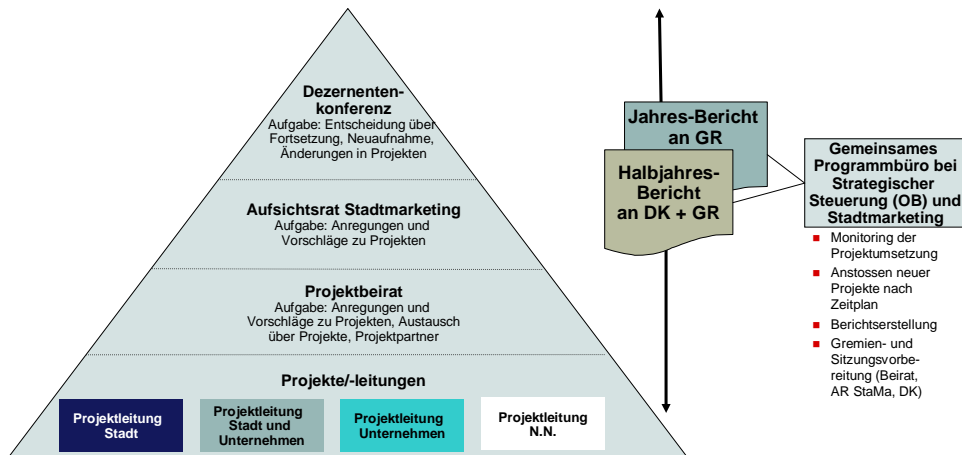 Dezernenten-
konferenz
Aufgabe: Entscheidung über
Fortsetzung, Neuaufnahme,
Änderungen in Projekten
Aufsichtsrat Stadtmarketing
Aufgabe: Anregungen und
Vorschläge zu Projekten
Projektbeirat
Aufgabe: Anregungen und
Vorschläge zu Projekten, Austausch
über Projekte, Projektpartner
Projekte/-leitungen
Projektleitung
Stadt
Projektleitung
Stadt und
Unternehmen
Projektleitung
Unternehmen
Projektleitung
N.N.
Jahres-Bericht
an GR
Halbjahres-
Bericht
an DK + GR
Gemeinsames
Programmbüro bei
Strategischer
Steuerung (OB) und
Stadtmarketing
Monitoring der
Projektumsetzung
Anstossen neuer
Projekte nach
Zeitplan
Berichtserstellung
Gremien- und
Sitzungsvorbe-
reitung (Beirat,
AR StaMa, DK)